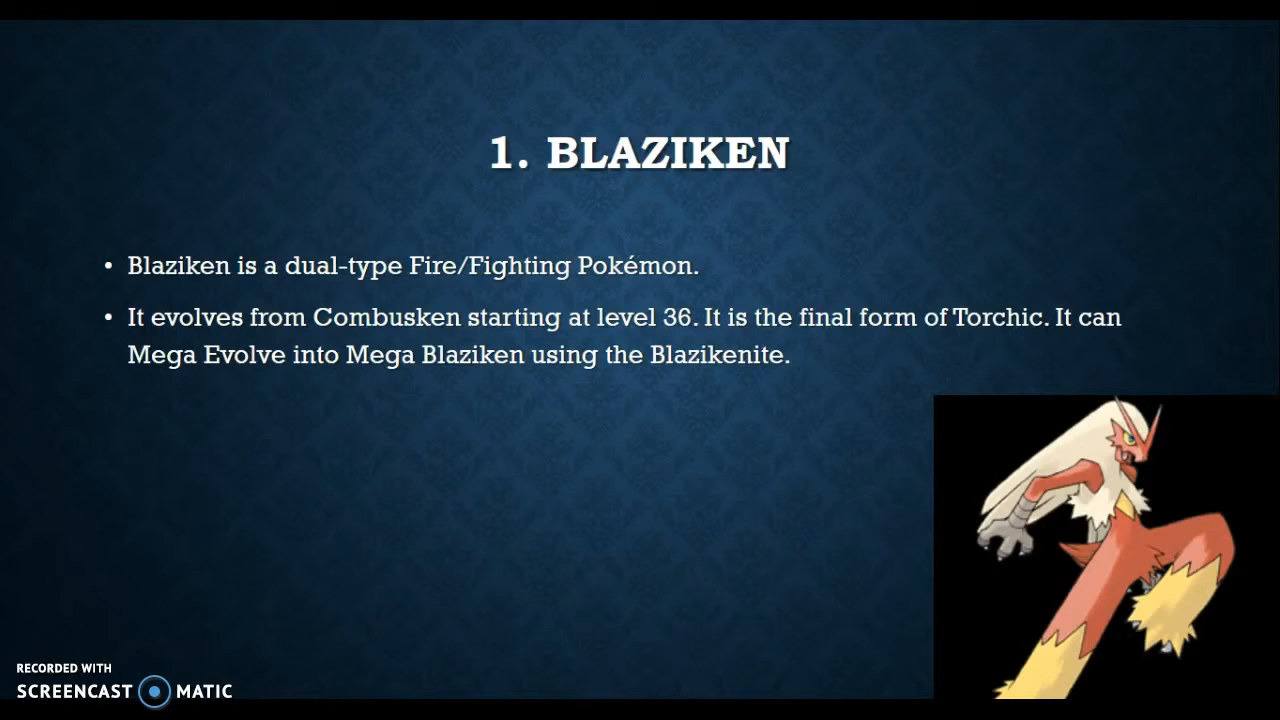 1. BLAZIKEN
• Blaziken is a dual-type Fire/Fighting Pokémon.
• It evolves from Combusken starting at level 36. It is the final form of Torchic. It can
Mega Evolve into Mega Blaziken using the Blazikenite.
RECORDED WITH
SCREENCAST MATIC